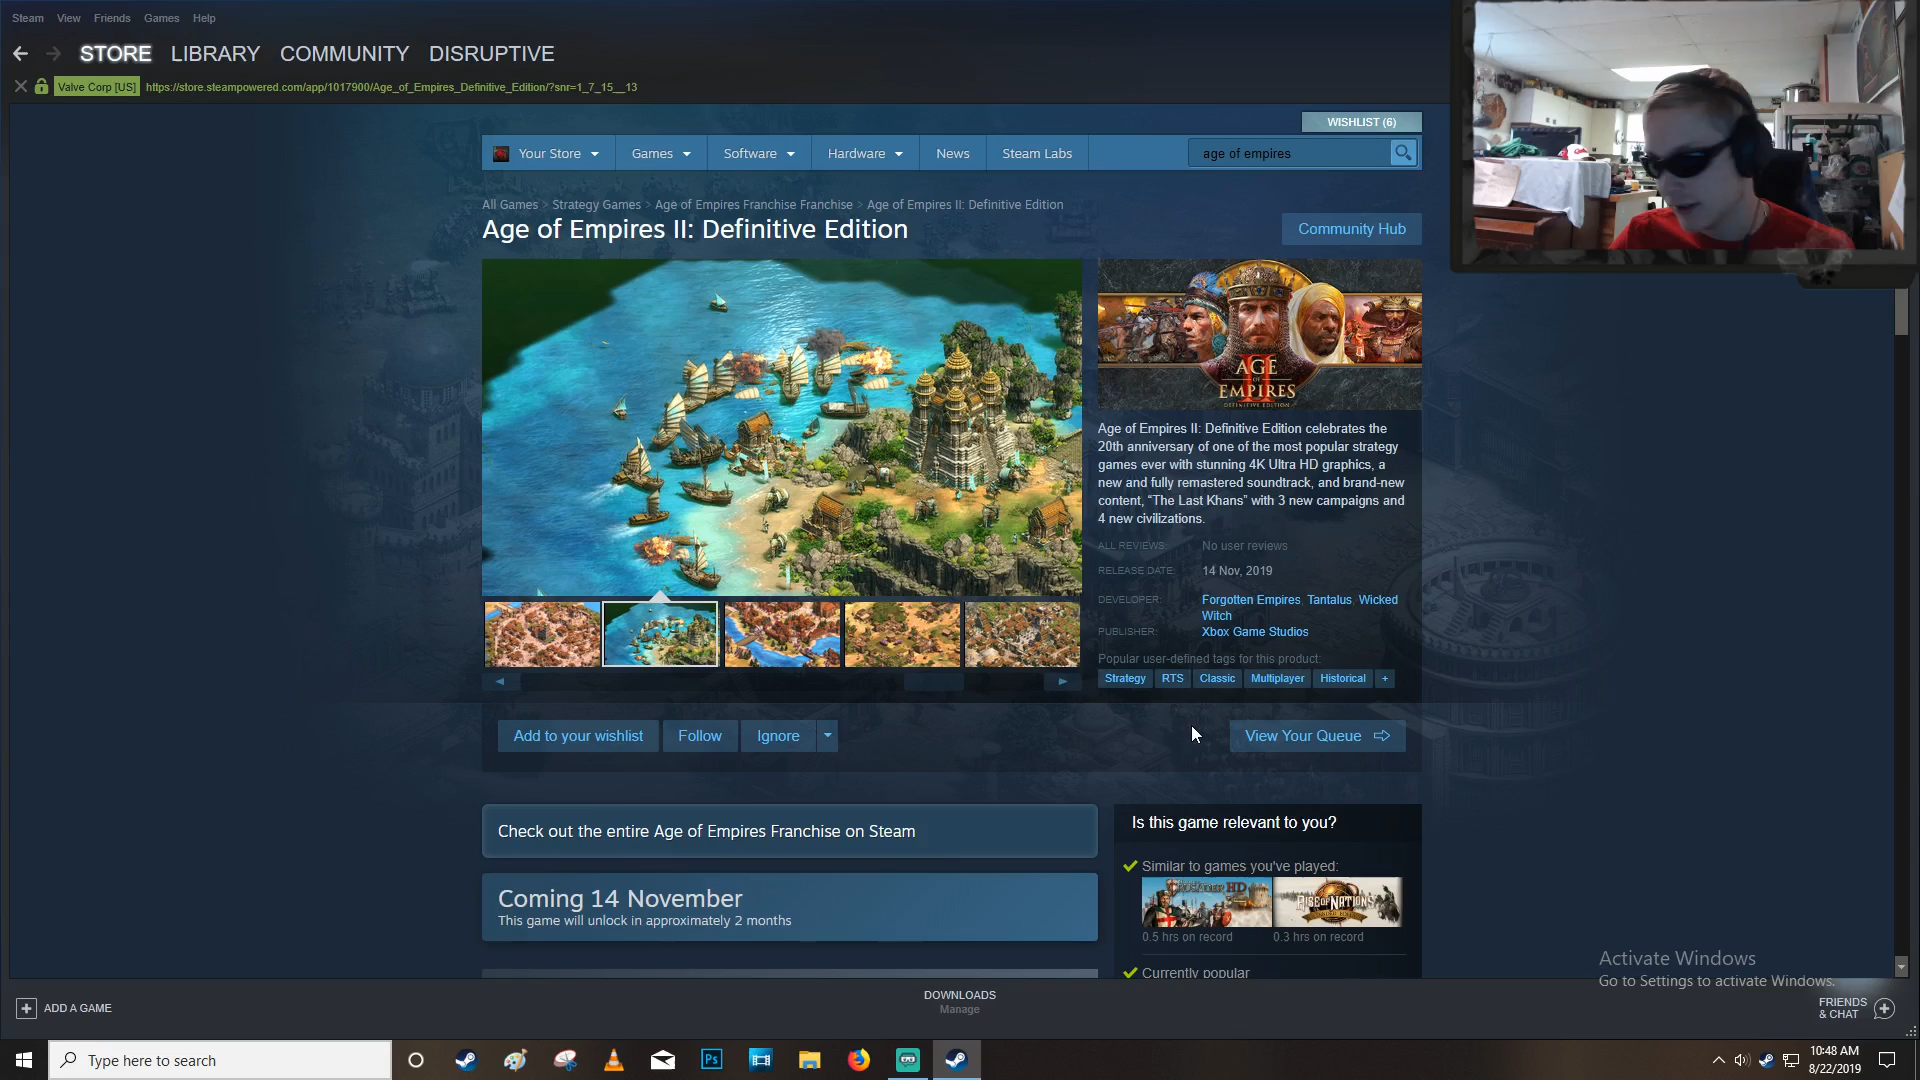 Steam View Friends Games Help
STORE LIBRARY COMMUNITY DISRUPTIVE
Valve Corp [US] https://store.steampowered.com/app/1017900/Age_of_Empires_Definitive_Edition/?snr=1_7_15__13
WISHLIST (6)
Your Store Games Software Hardware News Steam Labs age of empires
All Games > Strategy Games > Age of Empires Franchise Franchise > Age of Empires II: Definitive Edition
Age of Empires II: Definitive Edition
Community Hub
AGE
OF
EMPIRES
II
DEFINITIVE EDITION
Age of Empires II: Definitive Edition celebrates the
20th anniversary of one of the most popular strategy
games ever with stunning 4K Ultra HD graphics, a
new and fully remastered soundtrack, and brand-new
content, “The Last Khans” with 3 new campaigns and
4 new civilizations.
ALL REVIEWS: No user reviews
RELEASE DATE: 14 Nov, 2019
DEVELOPER: Forgotten Empires, Tantalus, Wicked
Witch
PUBLISHER: Xbox Game Studios
Popular user-defined tags for this product:
Strategy RTS Classic Multiplayer Historical +
Add to your wishlist Follow Ignore View Your Queue
Check out the entire Age of Empires Franchise on Steam
Coming 14 November
This game will unlock in approximately 2 months
Is this game relevant to you?
Similar to games you've played:
CRUSADER HD RISE OF NATIONS
0.5 hrs on record 0.3 hrs on record
Currently popular
Activate Windows
Go to Settings to activate Windows.
ADD A GAME
DOWNLOADS
Manage
FRIENDS
& CHAT
Type here to search
Ps
10:48 AM
8/22/2019